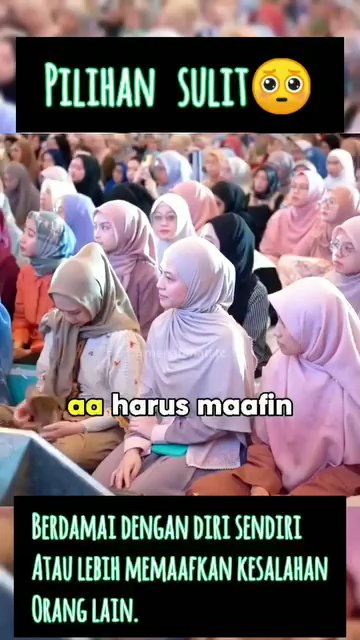 Pilihan sulit🥺
aa harus maafin
Berdamai dengan diri sendiri
Atau lebih memaafkan kesalahan
Orang lain.